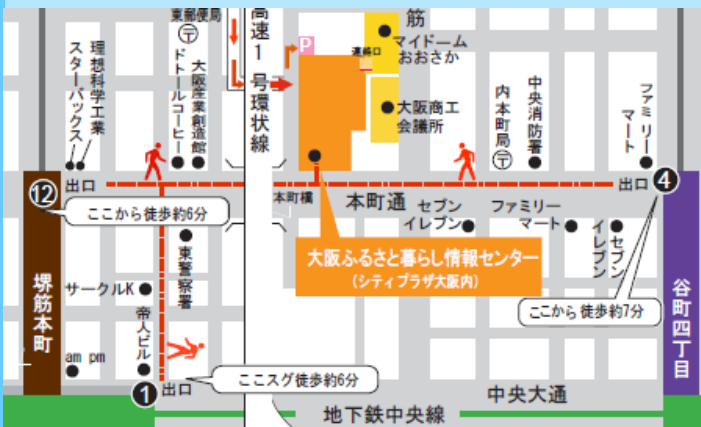 東郵便局
〒
高速1号環状線
筋
P
連絡口
マイドーム
おおさか
理想科学工業
スターバックス
ドトールコーヒー
大阪産業創造館
大阪商工
会議所
内本町局
〒
中央消防署
ファミリー
マート
12
出口
ここから徒歩約6分
本町橋
本町通
セブン
イレブン
ファミリー
マート
セブン
イレブン
出口
4
大阪ふるさと暮らし情報センター
(シティプラザ大阪内)
ここから徒歩約7分
堺筋本町
サークルK
東警察署
帝人ビル
am pm
谷町四丁目
1
出口
ここスグ徒歩約6分
中央大通
地下鉄中央線